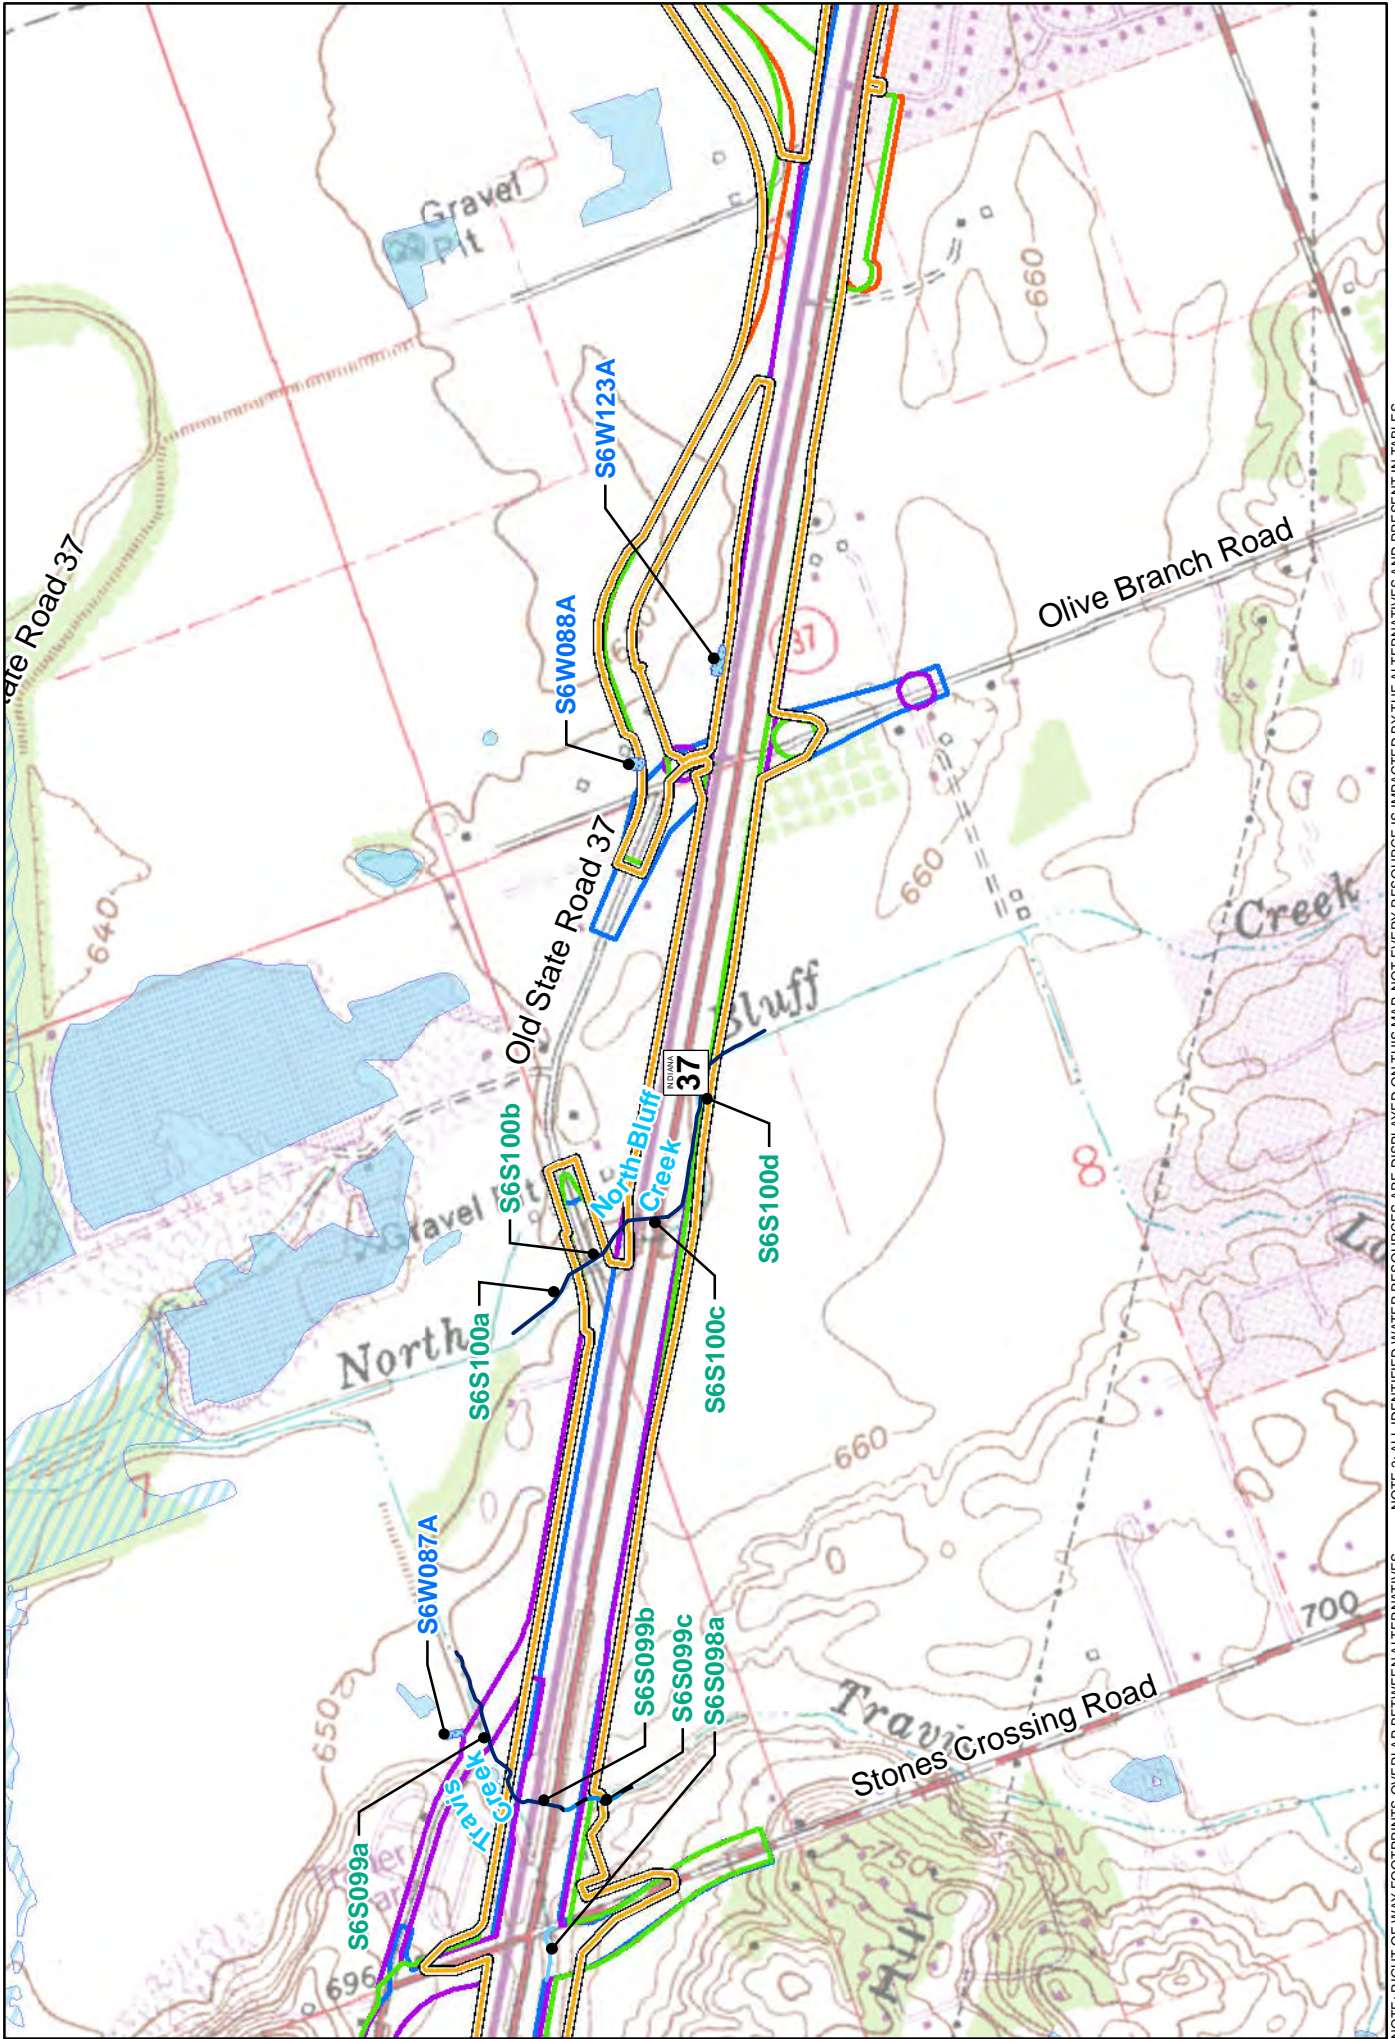 Gravel
Pit
S6W123A
ate Road 37
S6W088A
660
37
Olive Branch Road
Old State Road 37
640
660
Creek
Bluff
INDIANA
37
North Bluff
Creek
S6S100b
S6S100d
8
Gravel Pit
S6S100a
S6S100c
North
7
660
S6W087A
S6S099b
S6S099c
S6S098a
650
700
Travis
Creek
Stones Crossing Road
S6S099a
750
696